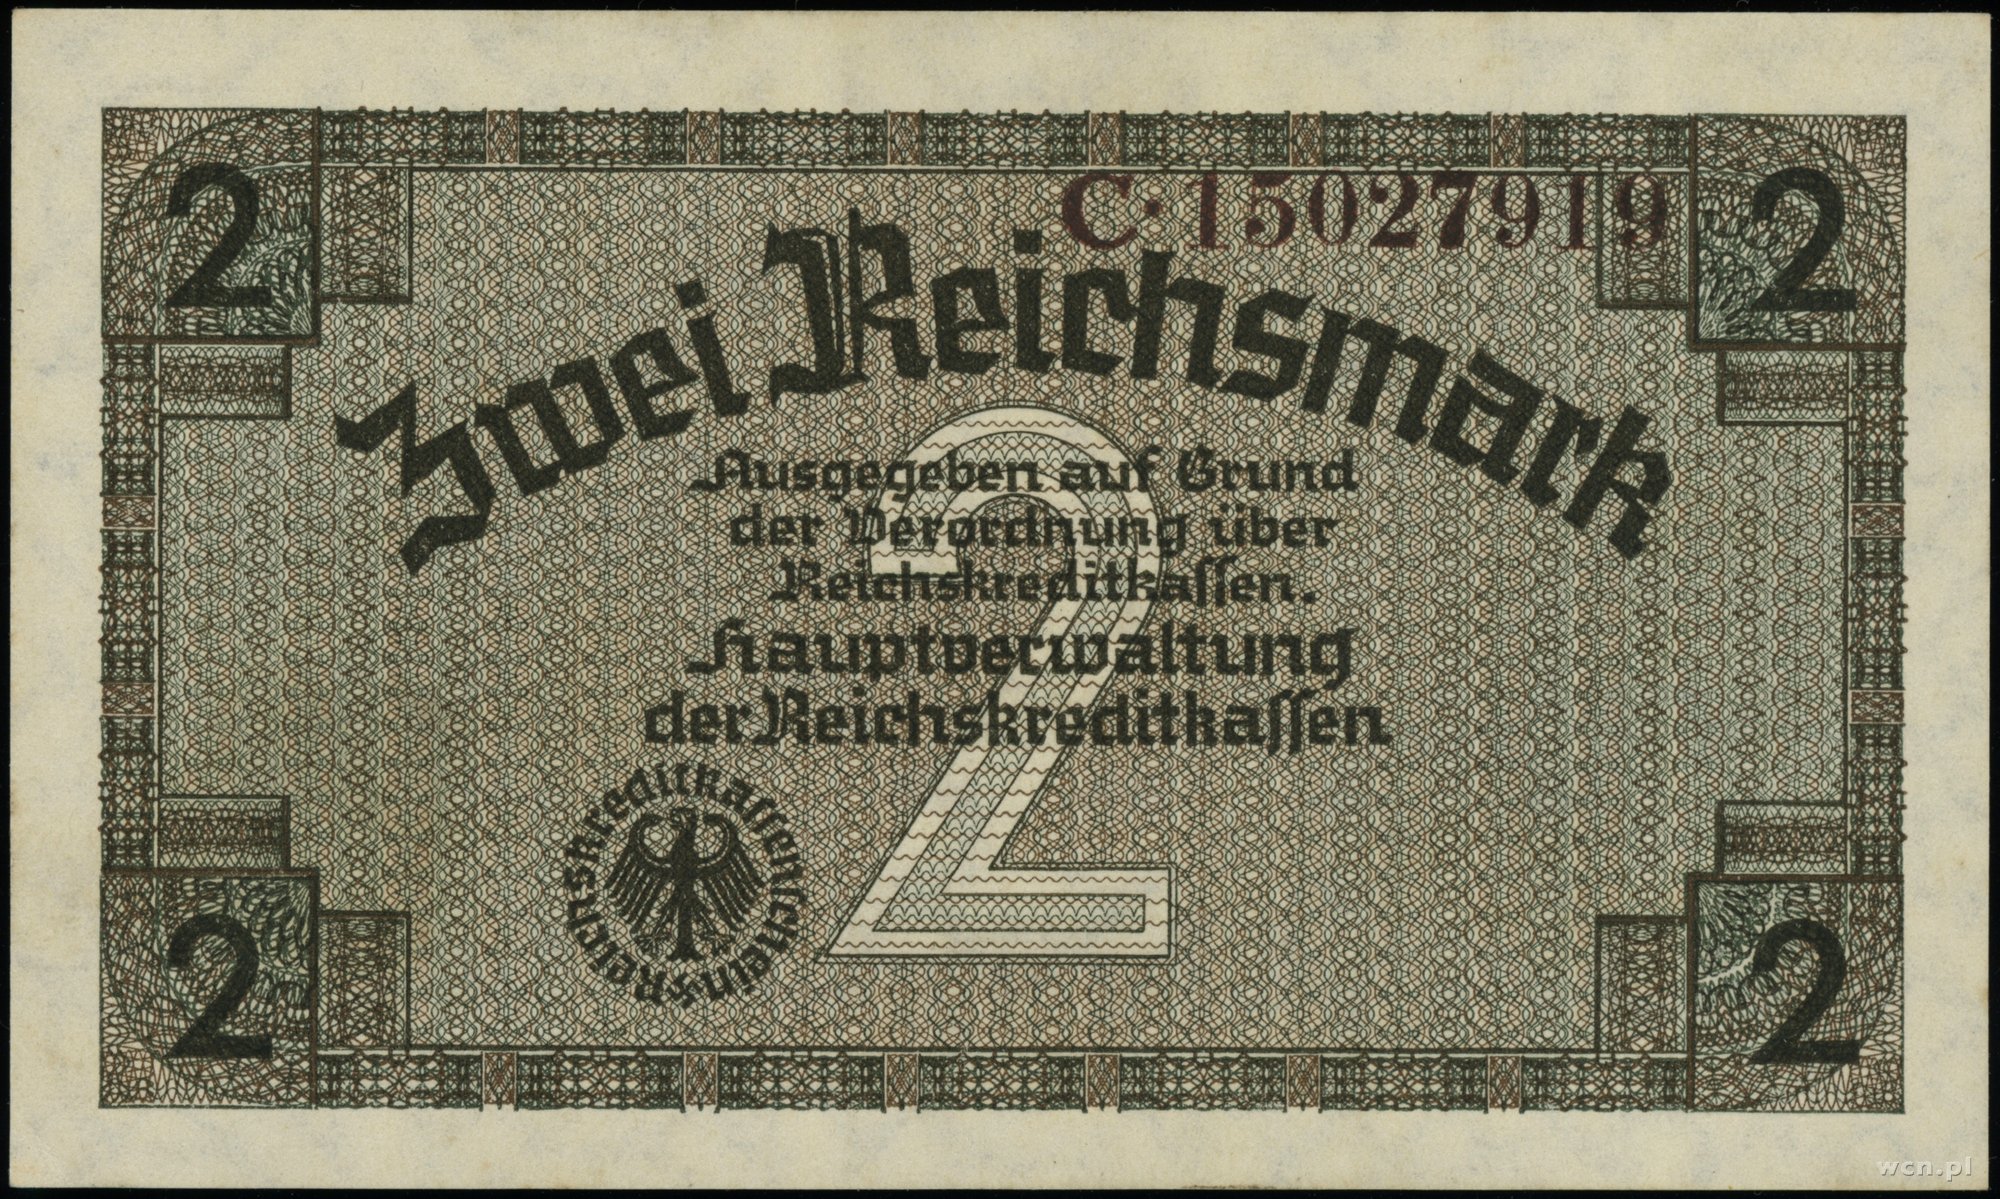 2
2
C·15027919
Zwei Reichsmark
Ausgegeben auf Grund
der Verordnung über
Reichskreditkassen.
Hauptverwaltung
der Reichskreditkassen
2
Reichskreditkassenschein
2
2
wcn.pl